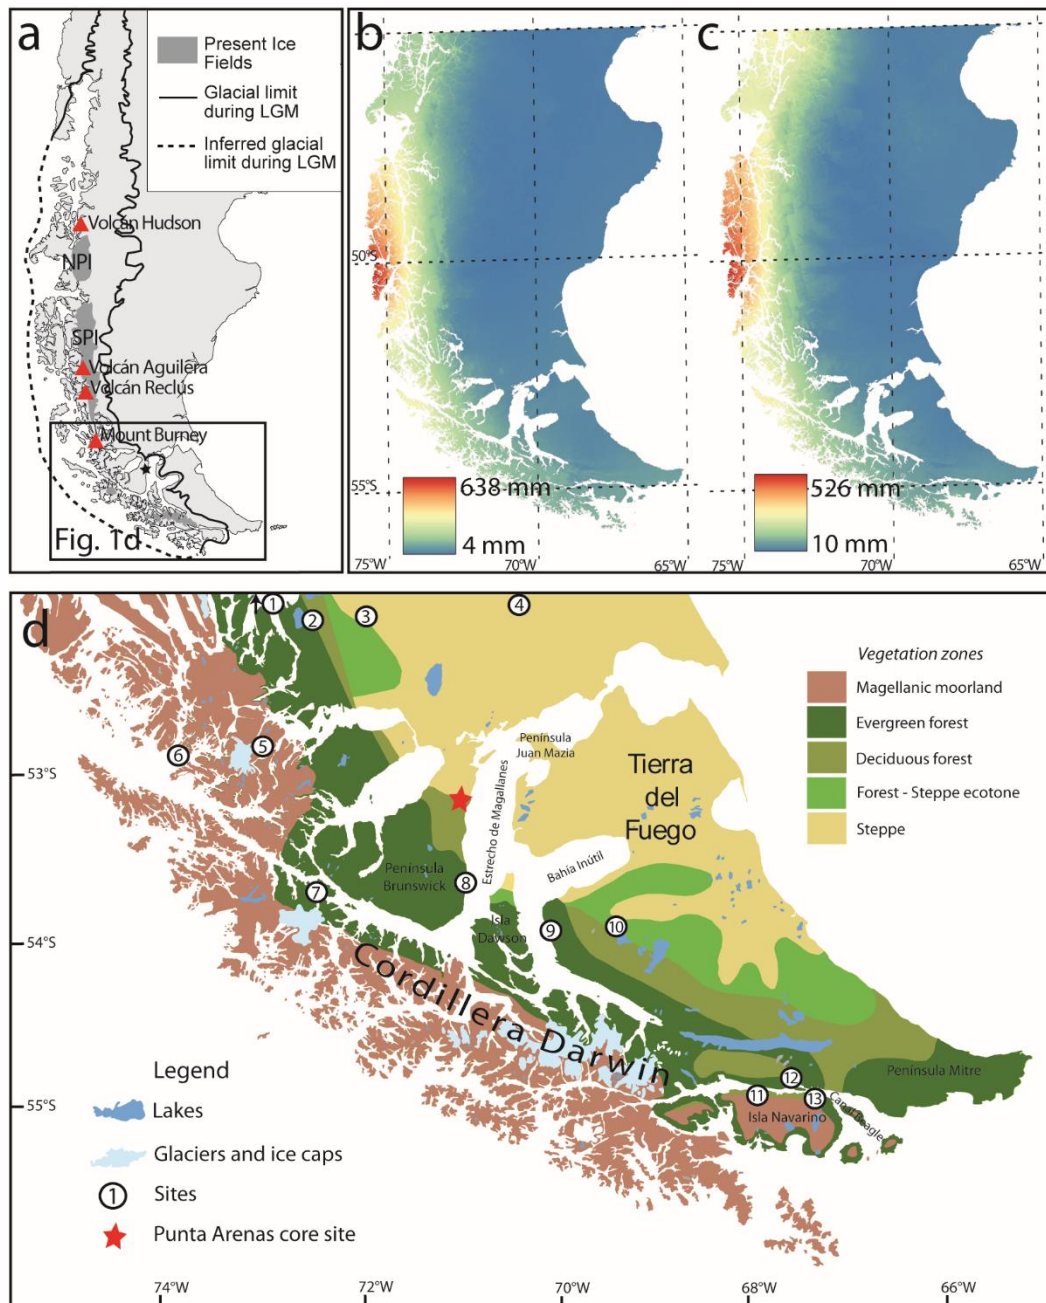 a
Present Ice
Fields
Glacial limit
during LGM
Inferred glacial
limit during LGM
Volcán Hudson
NPI
SPI
Volcán Aguilera
Volcán Reclús
Mount Burney
Fig. 1d
b
50°S
55°S
638 mm
4 mm
75°W
70°W
65°W
c
526 mm
10 mm
75°W
70°W
65°W
d
1
2
3
4
Vegetation zones
Magellanic moorland
Evergreen forest
Deciduous forest
Forest - Steppe ecotone
Steppe
Península
Juan Mazia
5
6
53°S
Tierra
del
Fuego
Estrecho de Magallanes
Bahía Inútil
Península
Brunswick
7
8
Isla
Dawson
9
10
54°S
Cordillera Darwin
Península Mitre
11
12
13
Isla Navarino
Canal Beagle
55°S
Legend
Lakes
Glaciers and ice caps
1
Sites
Punta Arenas core site
74°W
72°W
70°W
68°W
66°W